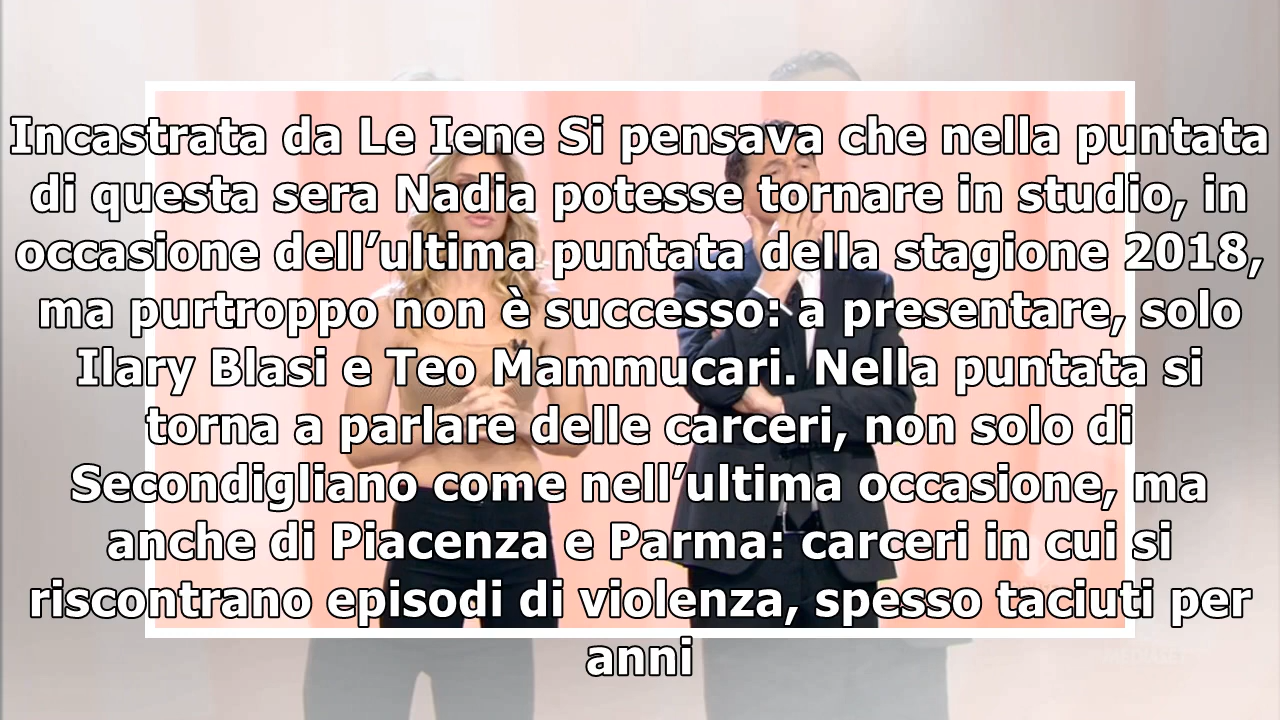 Incastrata da Le Iene Si pensava che nella puntata
di questa sera Nadia potesse tornare in studio, in
occasione dell’ultima puntata della stagione 2018,
ma purtroppo non è successo: a presentare, solo
Ilary Blasi e Teo Mammucari. Nella puntata si
torna a parlare delle carceri, non solo di
Secondigliano come nell’ultima occasione, ma
anche di Piacenza e Parma: carceri in cui si
riscontrano episodi di violenza, spesso taciuti per
anni